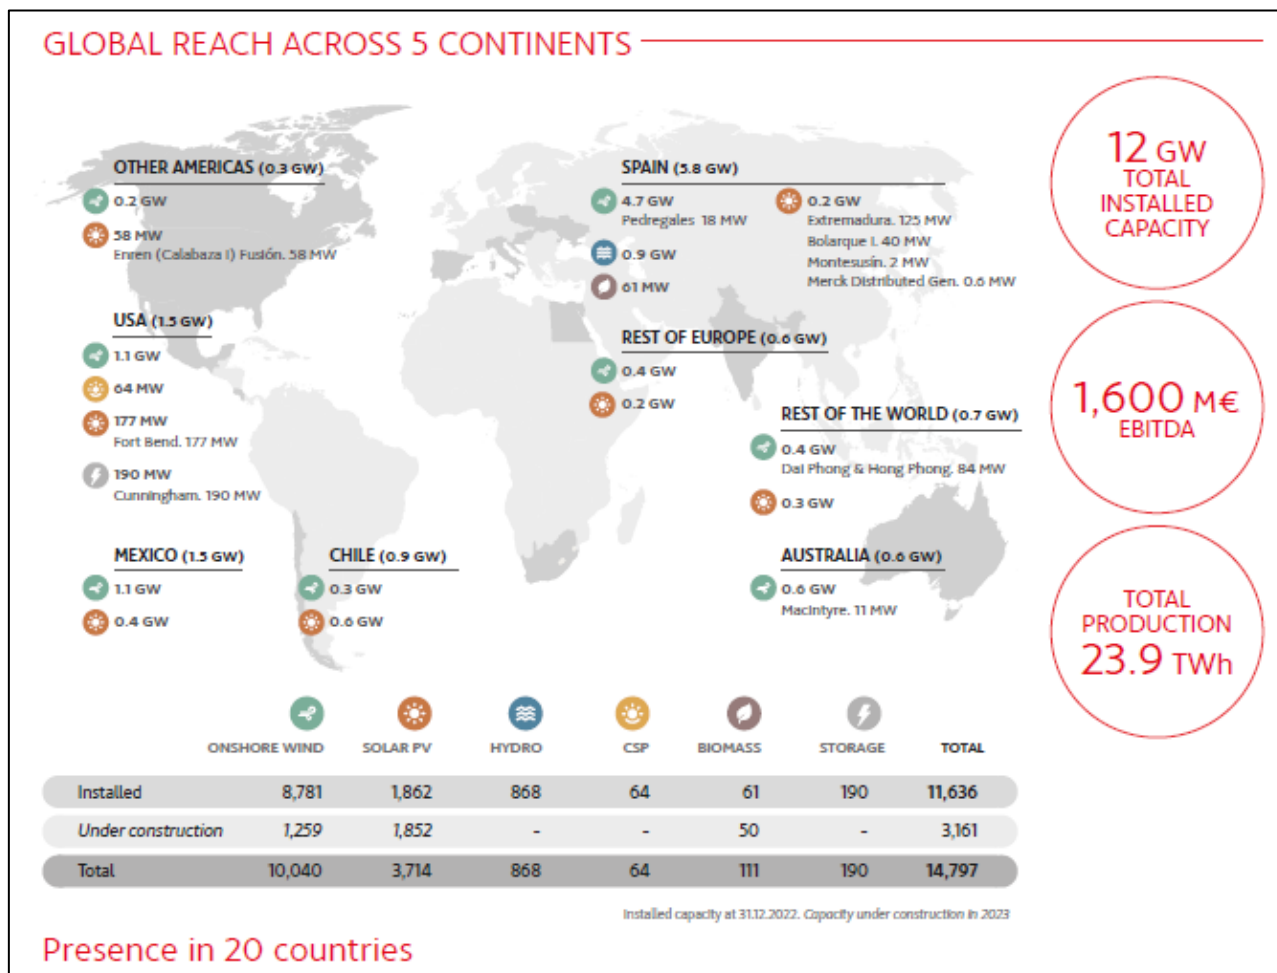 GLOBAL REACH ACROSS 5 CONTINENTS
OTHER AMERICAS (0.3 GW)
0.2 GW
58 MW
Enren (Calabaza I) Fusión. 58 MW
USA (1.5 GW)
1.1 GW
64 MW
177 MW
Fort Bend. 177 MW
190 MW
Cunningham. 190 MW
MEXICO (1.5 GW)
1.1 GW
0.4 GW
CHILE (0.9 GW)
0.3 GW
0.6 GW
SPAIN (5.8 GW)
4.7 GW
Pedregales 18 MW
0.9 GW
61 MW
0.2 GW
Extremadura. 125 MW
Bolarque I. 40 MW
Montesusín. 2 MW
Merck Distributed Gen. 0.6 MW
REST OF EUROPE (0.6 GW)
0.4 GW
0.2 GW
REST OF THE WORLD (0.7 GW)
0.4 GW
Dai Phong & Hong Phong. 84 MW
0.3 GW
AUSTRALIA (0.6 GW)
0.6 GW
MacIntyre. 11 MW
12 GW
TOTAL
INSTALLED
CAPACITY
1,600 M€
EBITDA
TOTAL
PRODUCTION
23.9 TWh
ONSHORE WIND SOLAR PV HYDRO CSP BIOMASS STORAGE TOTAL
Installed 8,781 1,862 868 64 61 190 11,636
Under construction 1,259 1,852 - - 50 - 3,161
Total 10,040 3,714 868 64 111 190 14,797
Installed capacity at 31.12.2022. Capacity under construction in 2023
Presence in 20 countries